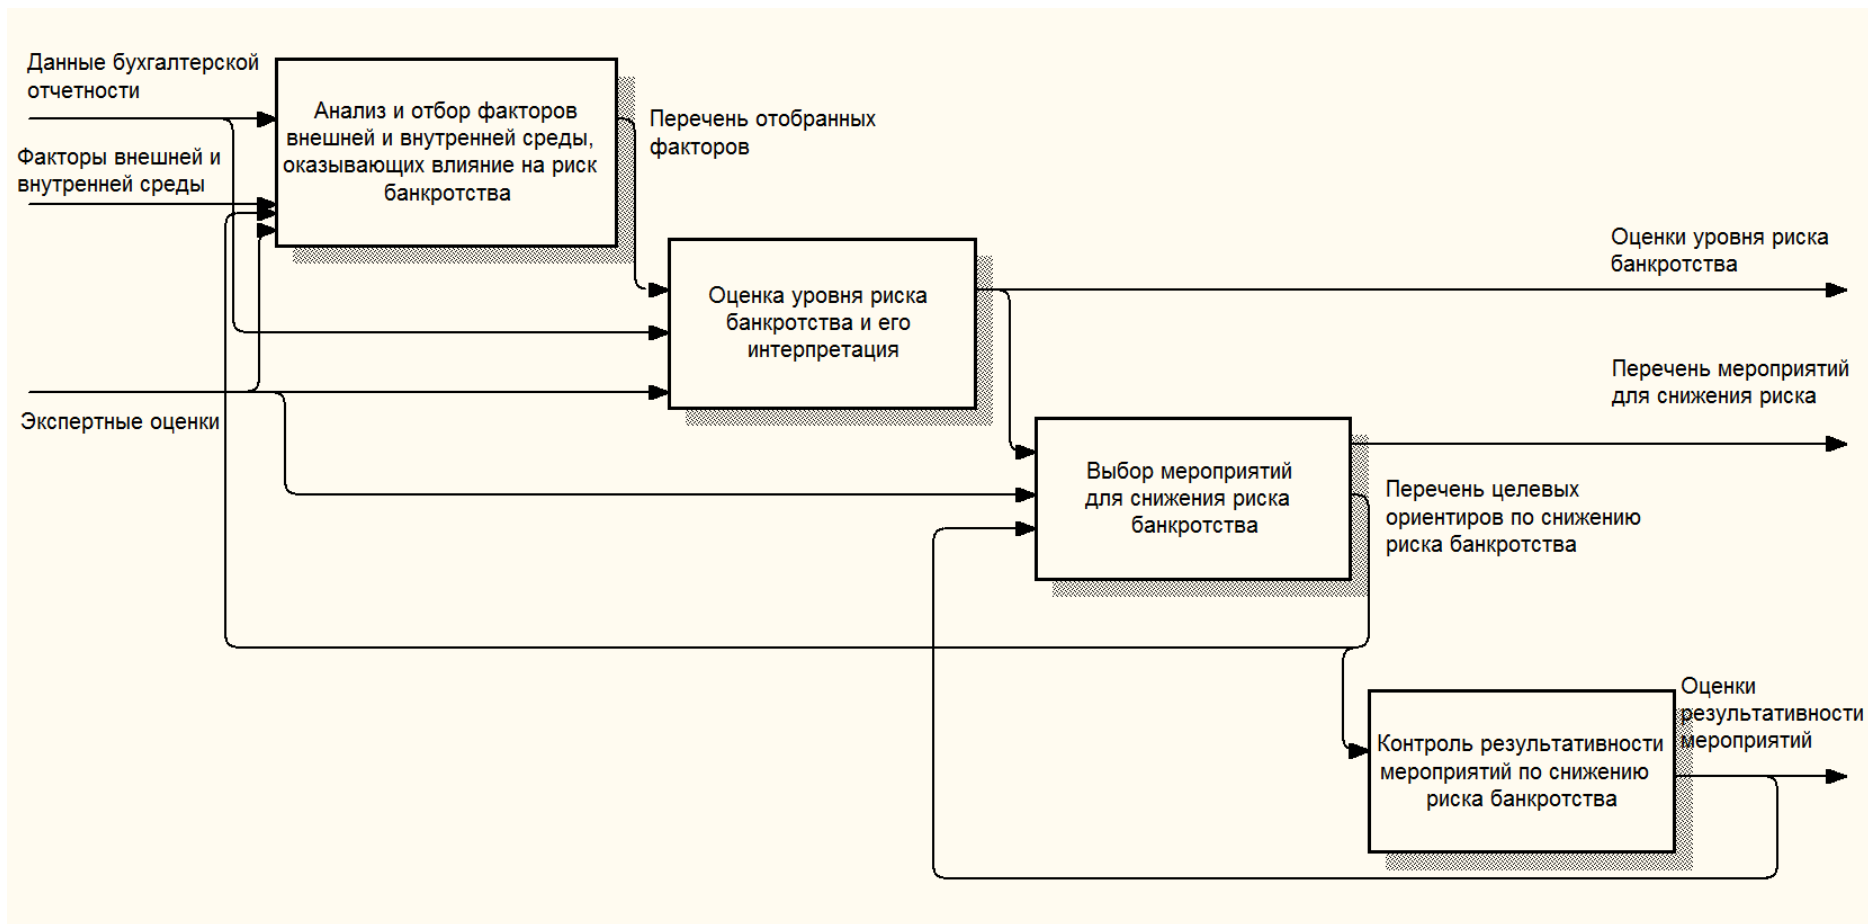 Данные бухгалтерской
отчетности
Факторы внешней и
внутренней среды
Экспертные оценки
Анализ и отбор факторов
внешней и внутренней среды,
оказывающих влияние на риск
банкротства
Перечень отобранных
факторов
Оценка уровня риска
банкротства и его
интерпретация
Оценки уровня риска
банкротства
Перечень мероприятий
для снижения риска
Выбор мероприятий
для снижения риска
банкротства
Перечень целевых
ориентиров по снижению
риска банкротства
Контроль результативности
мероприятий по снижению
риска банкротства
Оценки
результативности
мероприятий